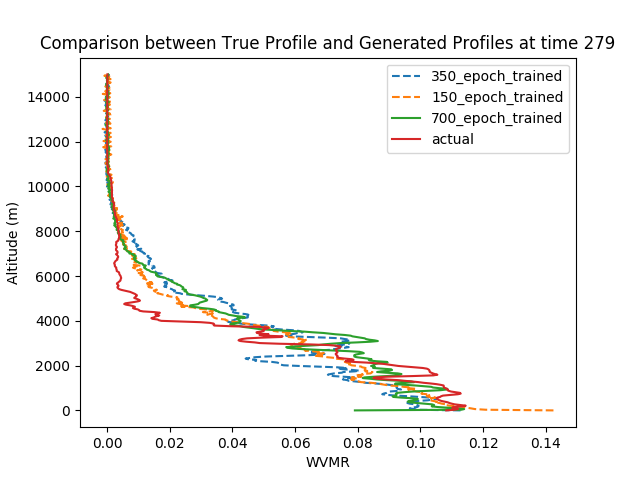 Comparison between True Profile and Generated Profiles at time 279
350_epoch_trained
150_epoch_trained
700_epoch_trained
actual
Altitude (m)
14000
12000
10000
8000
6000
4000
2000
0
0.00 0.02 0.04 0.06 0.08 0.10 0.12 0.14
WVMR